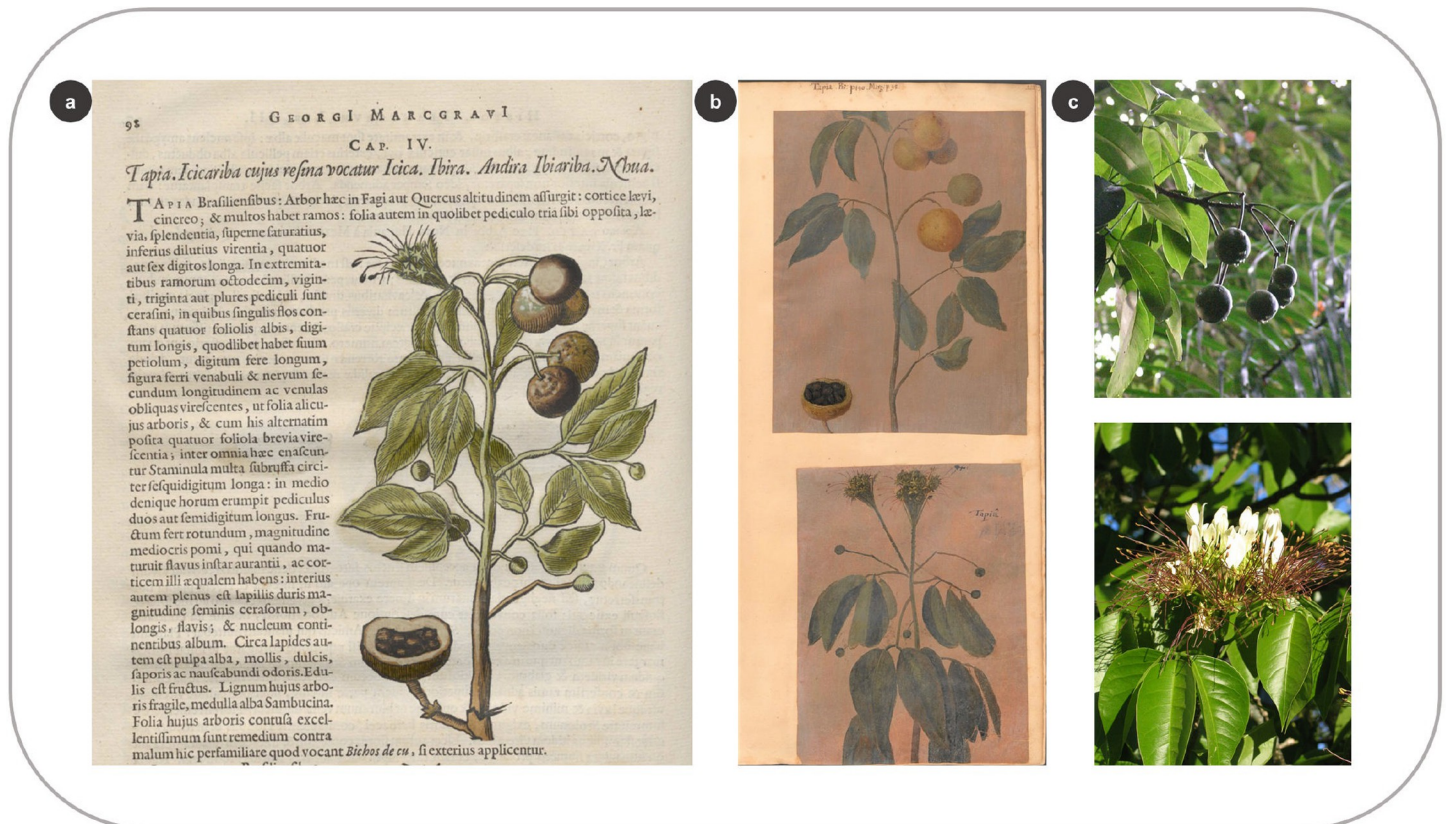 a
98
GEORGI MARCGRAVI
CAP. IV.
Tapia. Icicariba cujus resina vocatur Icica. Ibira. Andira Ibiariba. Nhua.
TAPIA Brasiliensibus: Arbor hæc in Fagi aut Quercus altitudinem assurgit: cortice lævi,
cinereo; & multos habet ramos: folia autem in quolibet pediculo tria sibi opposita, læ-
via, splendentia, superne saturatius,
inferius dilutius virentia, quatuor
aut sex digitos longa. In extremita-
tibus ramorum octodecim, vigin-
ti, triginta aut plures pediculi sunt
cerasini, in quibus singulis flos con-
stans quatuor foliolis albis, digi-
tum longis, quodlibet habet suum
petiolum, digitum fere longum,
figura ferri venabuli & nervum se-
cundum longitudinem ac venulas
obliquas virescentes, ut folia alicu-
jus arboris, & cum his alternatim
posita quatuor foliola brevia vire-
scentia; inter omnia hæc enascun-
tur Staminula multa subrussa circi-
ter sesquidigitum longa: in medio
denique horum erumpit pediculus
duos aut semidigitum longus. Fru-
ctum fert rotundum, magnitudine
mediocris pomi, qui quando ma-
turuit flavus instar aurantii, ac cor-
ticem illi æqualem habens: interius
autem plenus est lapillis duris ma-
gnitudine seminis cerasorum, ob-
longis, flavis; & nucleum conti-
nentibus album. Circa lapides au-
tem est pulpa alba, mollis, dulcis,
saporis ac nauseabundi odoris. Edu-
lis est fructus. Lignum hujus arbo-
ris fragile, medulla alba Sambucina.
Folia hujus arboris contusa excel-
lentissimum sunt remedium contra
malum hic perfamiliare quod vocant Bichos de cu, si exterius applicentur.
b
Tapia
Tapia
c